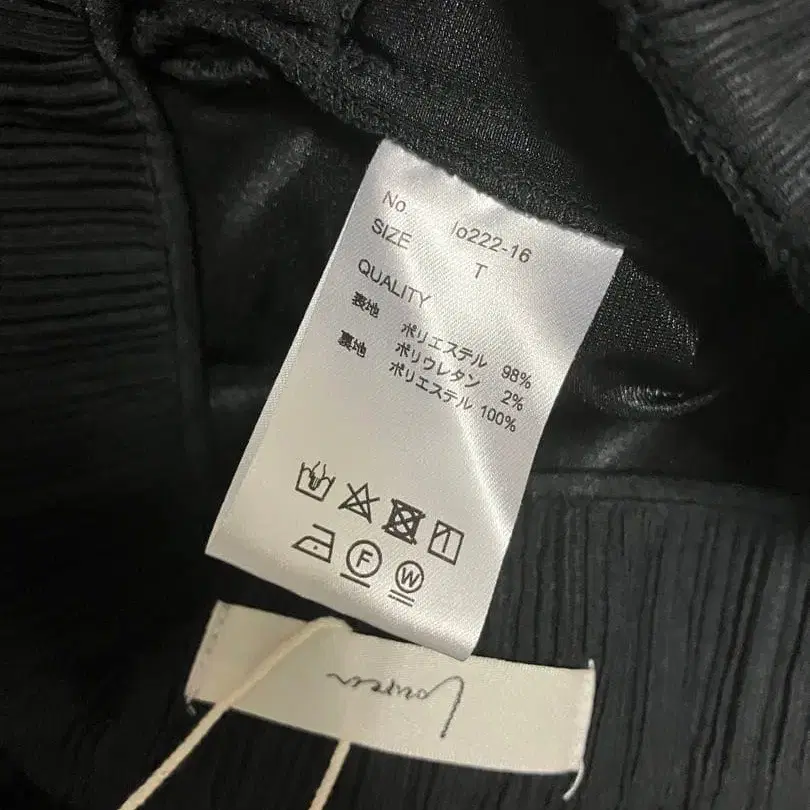 No lo222-16
SIZE T
QUALITY
表地 ポリエステル 98%
ポリウレタン 2%
裏地 ポリエステル 100%
F W
Loureen